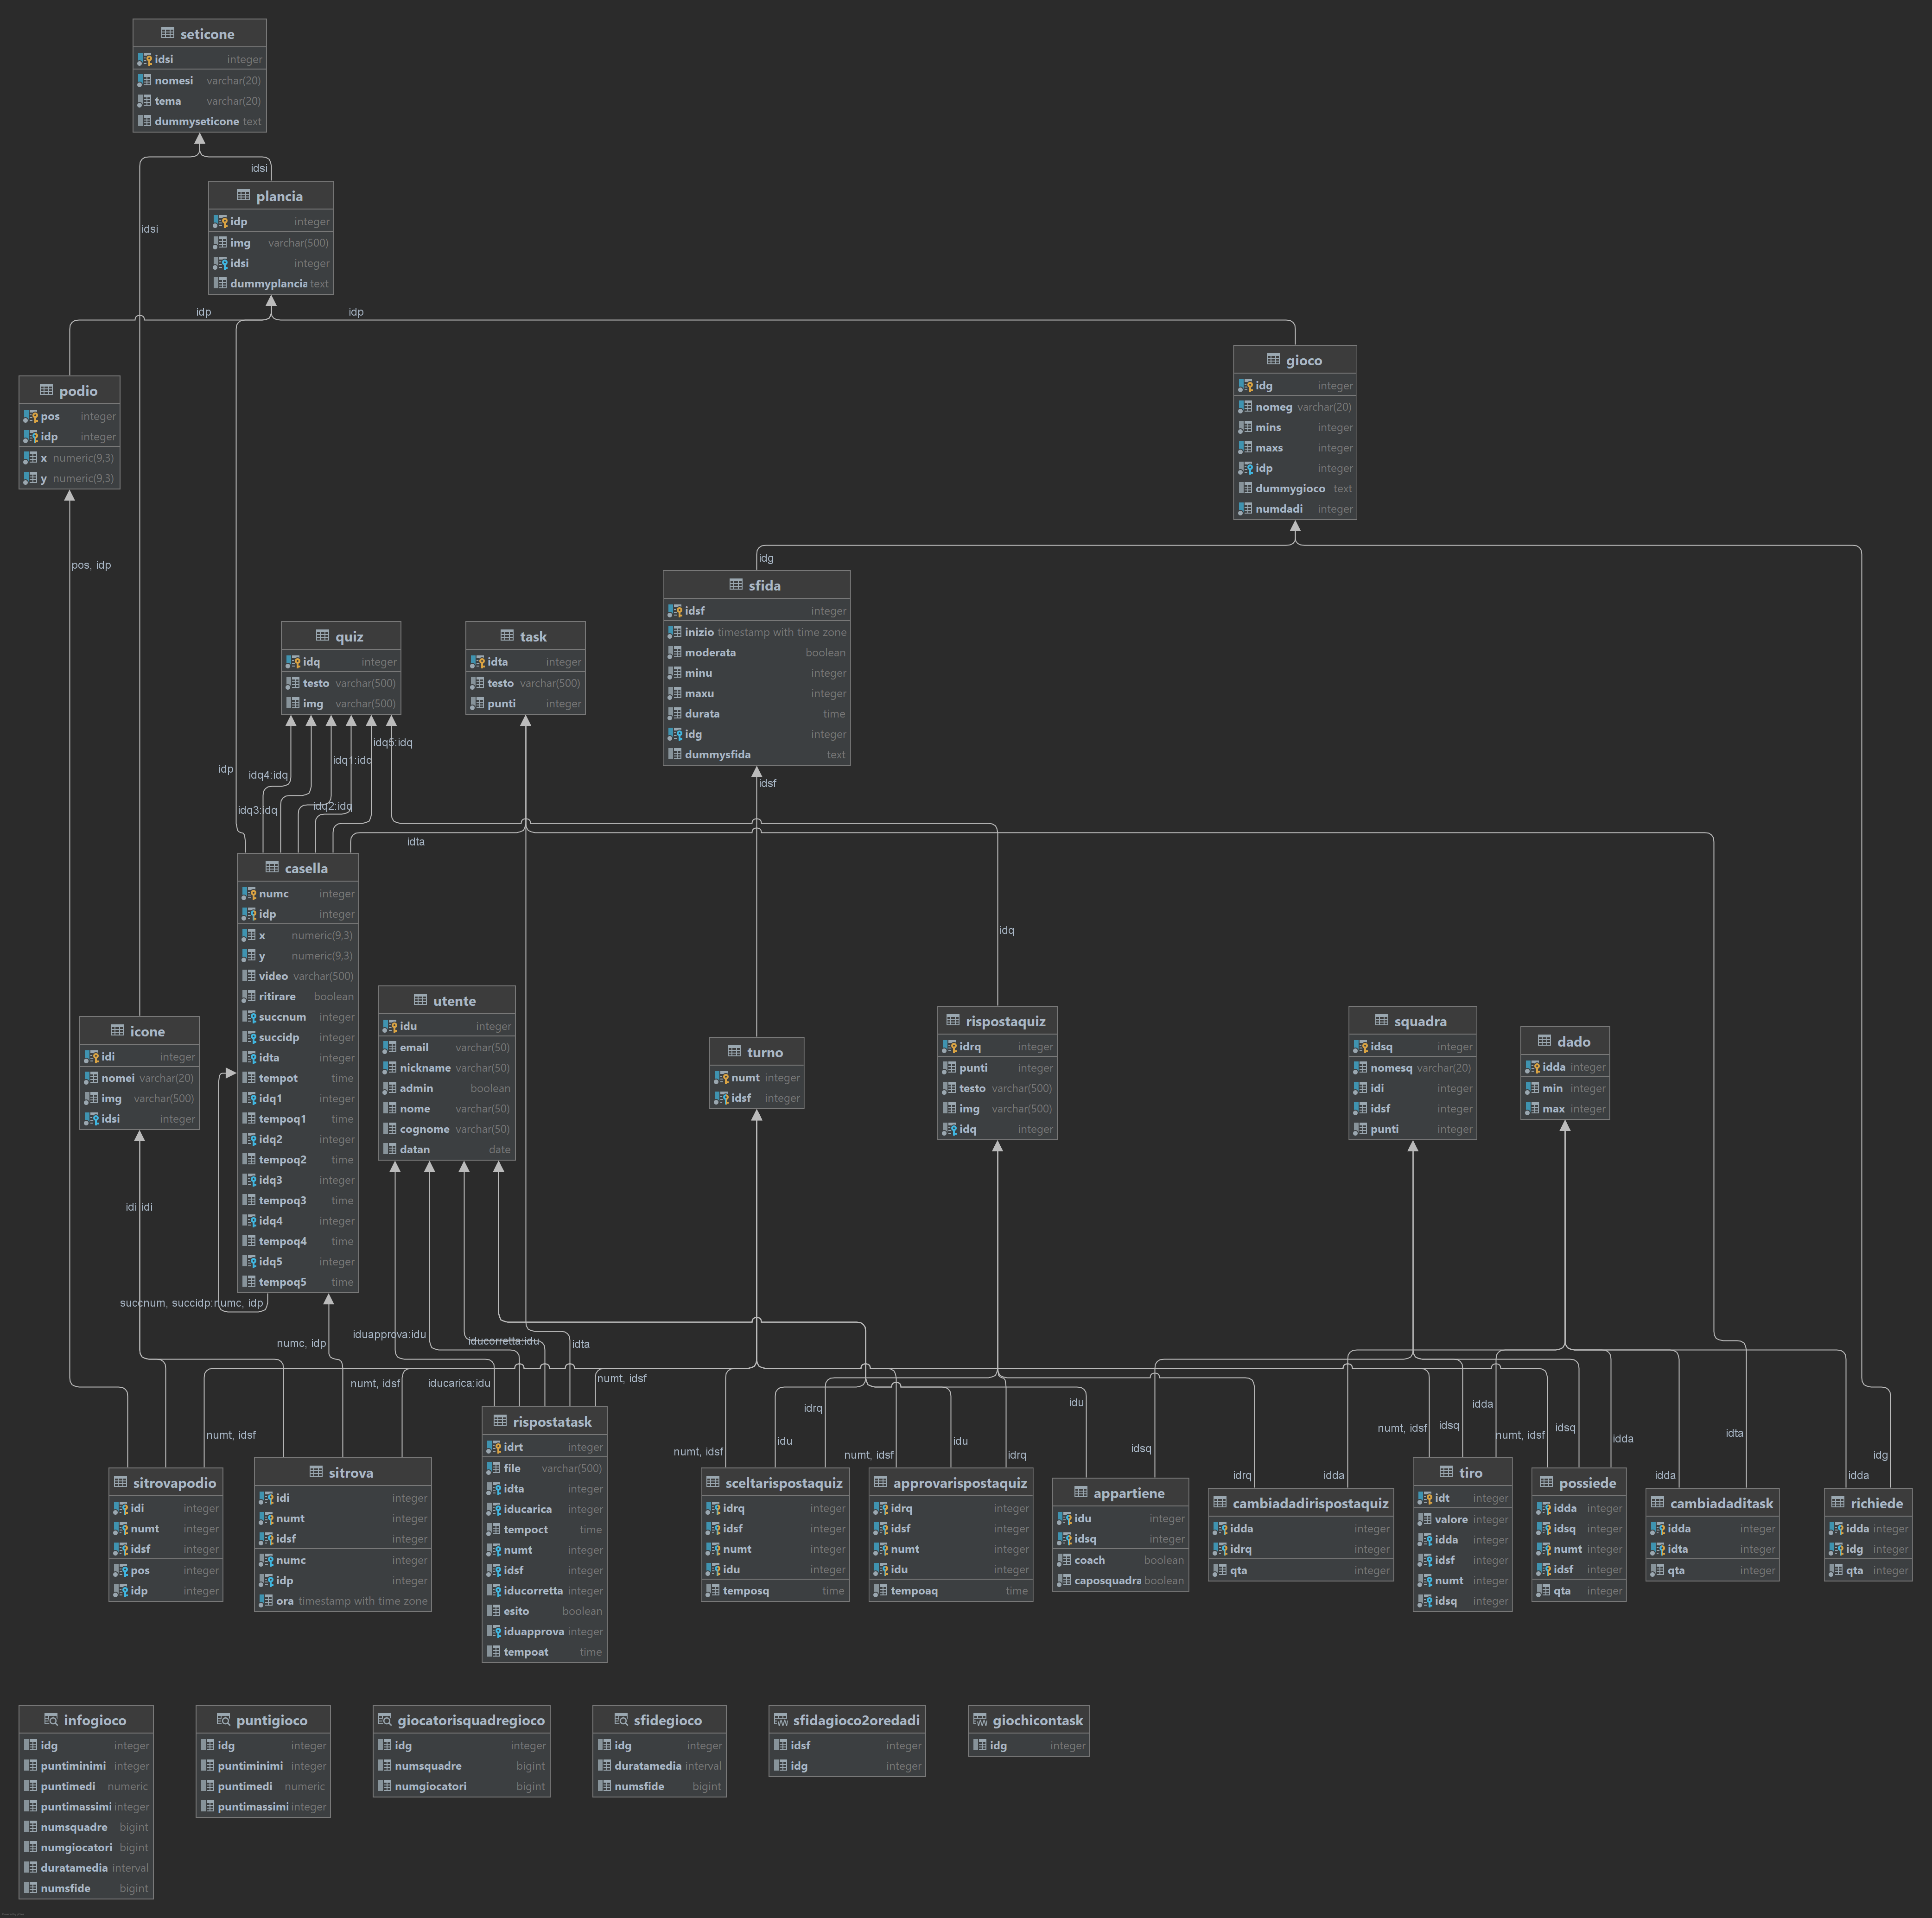 seticone
idsi integer
nomesi varchar(20)
tema varchar(20)
dummyseticone text
idsi
idsi
plancia
idp integer
img varchar(500)
idsi integer
dummyplancia text
idp
idp
podio
pos integer
idp integer
x numeric(9,3)
y numeric(9,3)
gioco
idg integer
nomeg varchar(20)
mins integer
maxs integer
idp integer
dummygioco text
numdadi integer
pos, idp
idg
sfida
idsf integer
inizio timestamp with time zone
moderata boolean
minu integer
maxu integer
durata time
idg integer
dummysfida text
quiz
idq integer
testo varchar(500)
img varchar(500)
task
idta integer
testo varchar(500)
punti integer
idq5:idq
idq1:idq
idp
idq4:idq
idq3:idq
idq2:idq
idsf
idta
idq
casella
numc integer
idp integer
x numeric(9,3)
y numeric(9,3)
video varchar(500)
ritirare boolean
succnum integer
succidp integer
idta integer
tempot time
idq1 integer
tempoq1 time
idq2 integer
tempoq2 time
idq3 integer
tempoq3 time
idq4 integer
tempoq4 time
idq5 integer
tempoq5 time
utente
idu integer
email varchar(50)
nickname varchar(50)
admin boolean
nome varchar(50)
cognome varchar(50)
datan date
icone
idi integer
nomei varchar(20)
img varchar(500)
idsi integer
turno
numt integer
idsf integer
rispostaquiz
idrq integer
punti integer
testo varchar(500)
img varchar(500)
idq integer
squadra
idsq integer
nomesq varchar(20)
idi integer
idsf integer
punti integer
dado
idda integer
min integer
max integer
idi idi
succnum, succidp:numc, idp
numc, idp
iduapprova:idu
iducorretta:idu
idta
numt, idsf
iducarica:idu
numt, idsf
numt, idsf
numt, idsf
idrq
idu
numt, idsf
idu
idrq
idu
idsq
idrq
idda
numt, idsf
idsq
idda
numt, idsf
idsq
idda
idda
idta
idda
idg
sitrovapodio
idi integer
numt integer
idsf integer
pos integer
idp integer
sitrova
idi integer
numt integer
idsf integer
numc integer
idp integer
ora timestamp with time zone
rispostatask
idrt integer
file varchar(500)
idta integer
iducarica integer
tempoct time
numt integer
idsf integer
iducorretta integer
esito boolean
iduapprova integer
tempoat time
sceltarispostaquiz
idrq integer
idsf integer
numt integer
idu integer
temposq time
approvarispostaquiz
idrq integer
idsf integer
numt integer
idu integer
tempoaq time
appartiene
idu integer
idsq integer
coach boolean
caposquadra boolean
cambiadadirispostaquiz
idda integer
idrq integer
qta integer
tiro
idt integer
valore integer
idda integer
idsf integer
numt integer
idsq integer
possiede
idda integer
idsq integer
numt integer
idsf integer
qta integer
cambiadaditask
idda integer
idta integer
qta integer
richiede
idda integer
idg integer
qta integer
infogioco
idg integer
puntiminimi integer
puntimedi numeric
puntimassimi integer
numsquadre bigint
numgiocatori bigint
duratamedia interval
numsfide bigint
puntigioco
idg integer
puntiminimi integer
puntimedi numeric
puntimassimi integer
giocatorisquadregioco
idg integer
numsquadre bigint
numgiocatori bigint
sfidegioco
idg integer
duratamedia interval
numsfide bigint
sfidagioco2oredadi
idsf integer
idg integer
giochicontask
idg integer